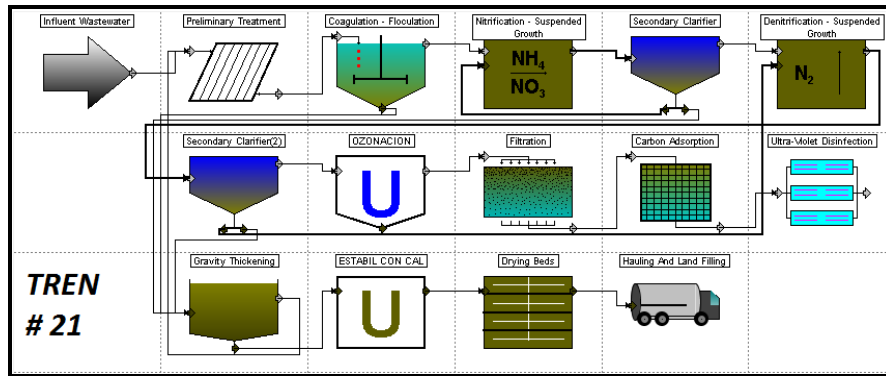 Influent Wastewater
Preliminary Treatment
Coagulation - Floculation
Nitrification - Suspended
Growth
Secondary Clarifier
Denitrification - Suspended
Growth
NH4
NO3
N2
Secondary Clarifier(2)
OZONACION
Filtration
Carbon Adsorption
Ultra-Violet Disinfection
U
Gravity Thickening
ESTABIL CON CAL
Drying Beds
Hauling And Land Filling
U
TREN
# 21